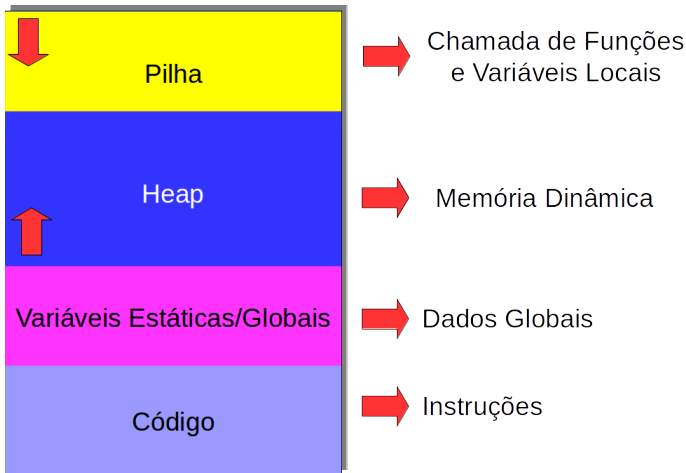 Pilha
Chamada de Funções
e Variáveis Locais
Heap
Memória Dinâmica
Variáveis Estáticas/Globais
Dados Globais
Código
Instruções